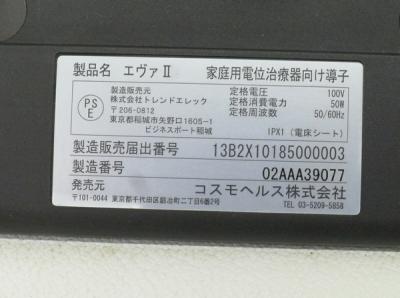 製品名 エヴァⅡ 家庭用電位治療器向け導子
PS
E
製造販売元
株式会社トレンドエレック
〒206-0812
東京都稲城市矢野口1605-1
ビジネスポート稲城
定格電圧 100V
定格消費電力 50W
定格周波数 50/60Hz
IPX1(電床シート)
製造販売届出番号 13B2X10185000003
製造番号 02AAA39077
発売元 コスモヘルス株式会社
〒101-0044 東京都千代田区鍛冶町二丁目6番1号 TEL 03-5209-5858